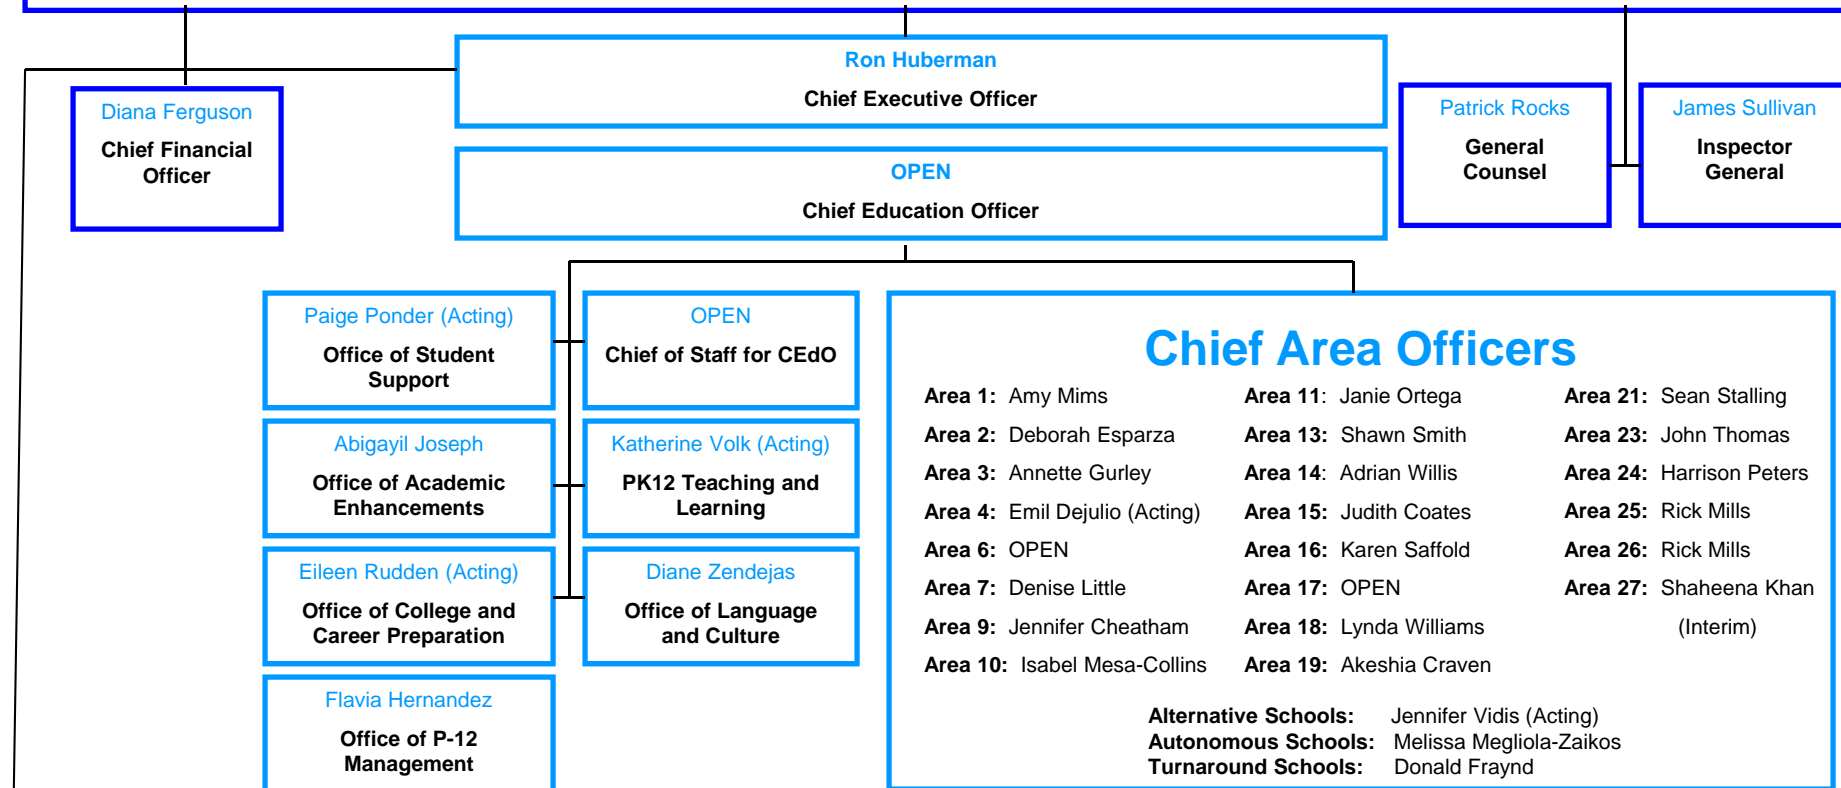 Ron Huberman
Chief Executive Officer
Diana Ferguson
Chief Financial
Officer
Patrick Rocks
General
Counsel
James Sullivan
Inspector
General
OPEN
Chief Education Officer
Paige Ponder (Acting)
Office of Student
Support
OPEN
Chief of Staff for CEdO
Abigayil Joseph
Office of Academic
Enhancements
Katherine Volk (Acting)
PK12 Teaching and
Learning
Eileen Rudden (Acting)
Office of College and
Career Preparation
Diane Zendejas
Office of Language
and Culture
Flavia Hernandez
Office of P-12
Management
Chief Area Officers
Area 1: Amy Mims
Area 2: Deborah Esparza
Area 3: Annette Gurley
Area 4: Emil Dejulio (Acting)
Area 6: OPEN
Area 7: Denise Little
Area 9: Jennifer Cheatham
Area 10: Isabel Mesa-Collins
Area 11: Janie Ortega
Area 13: Shawn Smith
Area 14: Adrian Willis
Area 15: Judith Coates
Area 16: Karen Saffold
Area 17: OPEN
Area 18: Lynda Williams
Area 19: Akeshia Craven
Area 21: Sean Stalling
Area 23: John Thomas
Area 24: Harrison Peters
Area 25: Rick Mills
Area 26: Rick Mills
Area 27: Shaheena Khan
(Interim)
Alternative Schools: Jennifer Vidis (Acting)
Autonomous Schools: Melissa Megliola-Zaikos
Turnaround Schools: Donald Fraynd